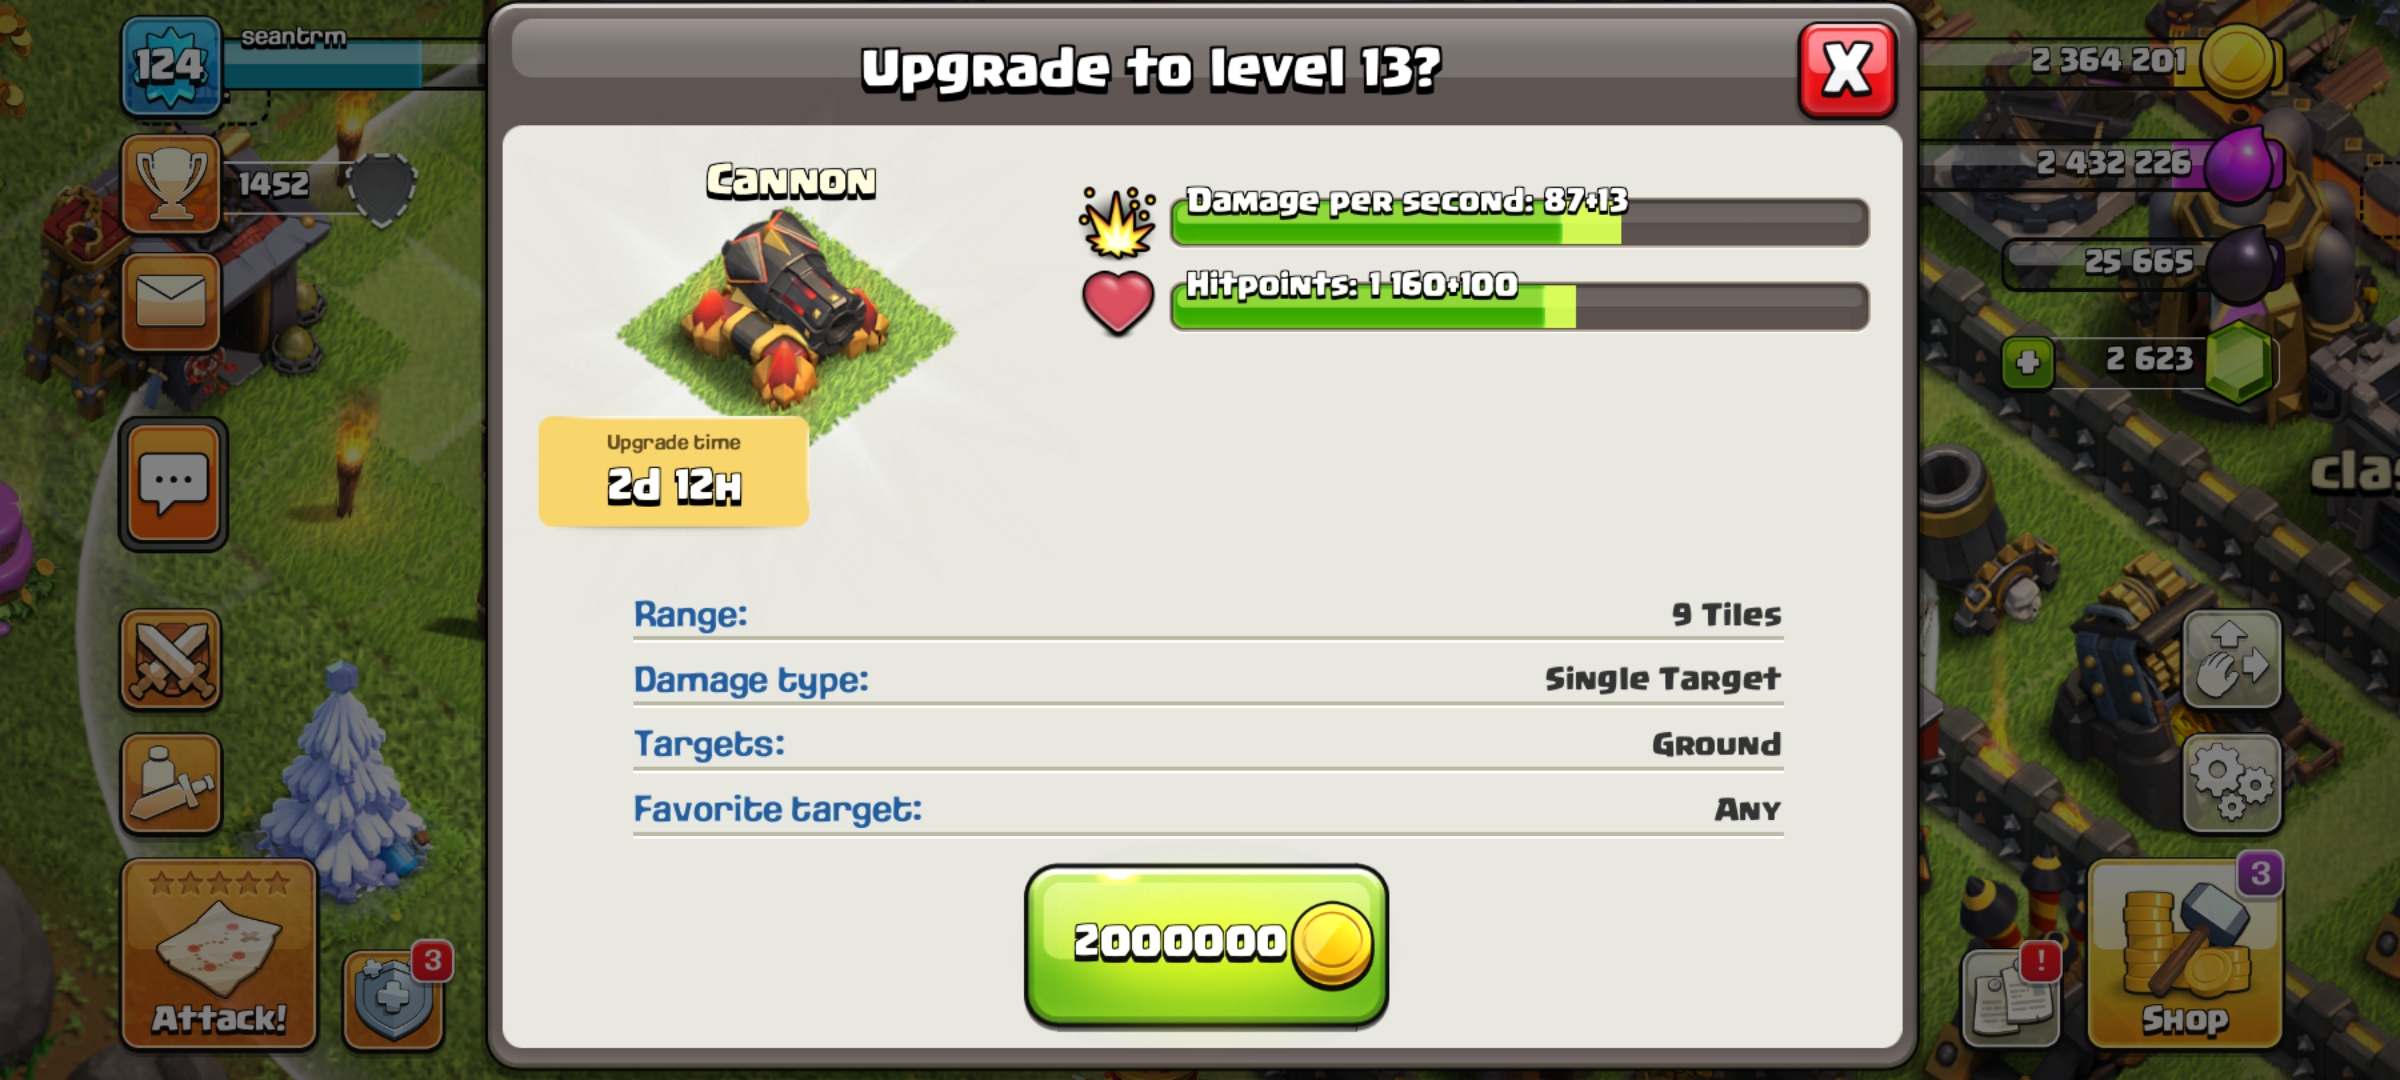 124
seantrm
1452
Attack!
3
Upgrade to level 13?
X
Cannon
Damage per second: 87+13
Hitpoints: 1 160+100
Upgrade time
2d 12H
Range: 9 Tiles
Damage type: Single Target
Targets: Ground
Favorite target: Any
2000000
2 364 201
2 432 226
25 665
2 623
clas
3
!
Shop